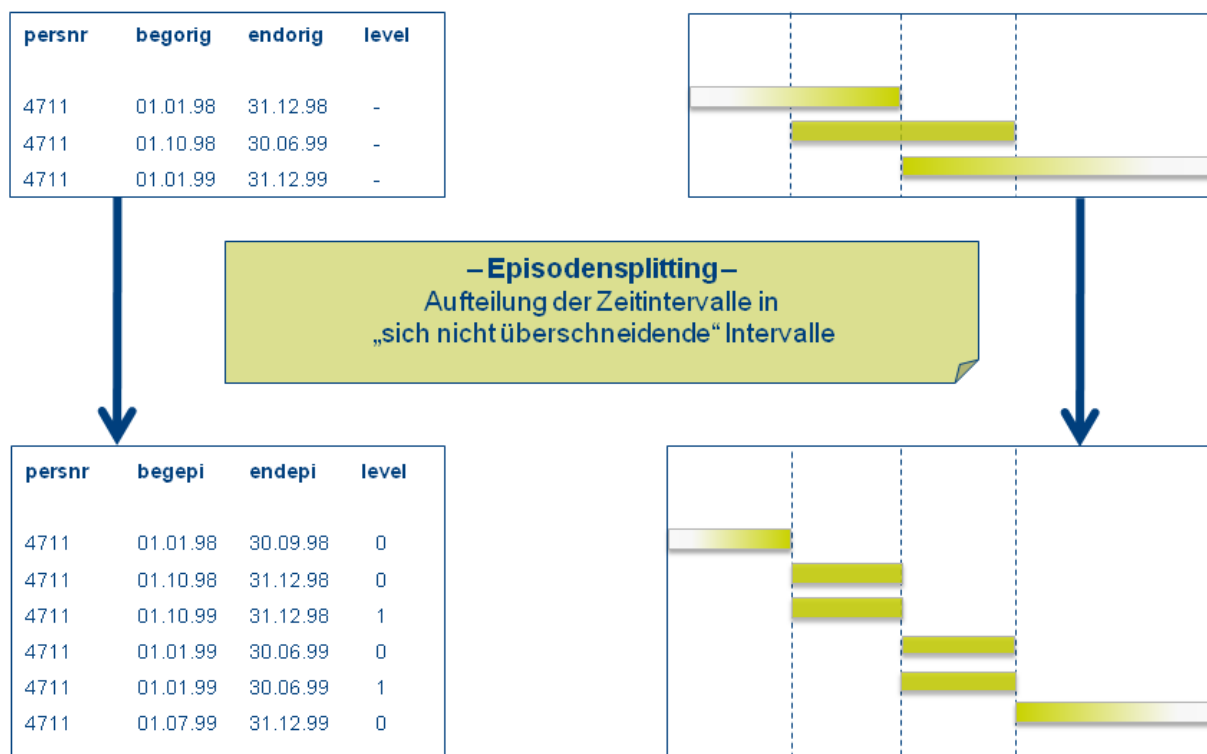 persnr begorig endorig level
4711 01.01.98 31.12.98 -
4711 01.10.98 30.06.99 -
4711 01.01.99 31.12.99 -
– Episodensplitting –
Aufteilung der Zeitintervalle in
„sich nicht überschneidende“ Intervalle
persnr begepi endepi level
4711 01.01.98 30.09.98 0
4711 01.10.98 31.12.98 0
4711 01.10.99 31.12.98 1
4711 01.01.99 30.06.99 0
4711 01.01.99 30.06.99 1
4711 01.07.99 31.12.99 0